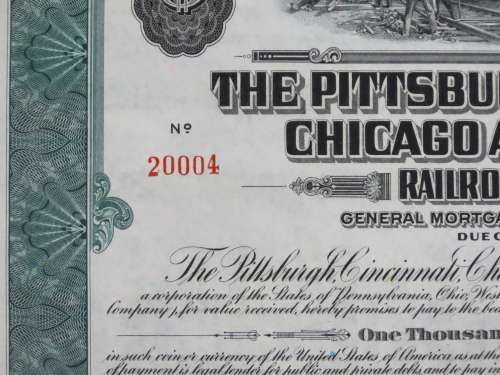 THE PITTSBU
No
CHICAGO A
20004
RAILRO
GENERAL MORTGA
DUE O
The Pittsburgh, Cincinnati, Ch
a corporation of the States of Pennsylvania, Ohio, Wes
company), for value received, hereby promises to pay to the bea
One Thousan
in such coin or currency of the United States of America as at the
of payment is legal tender for public and private debts and to pay i